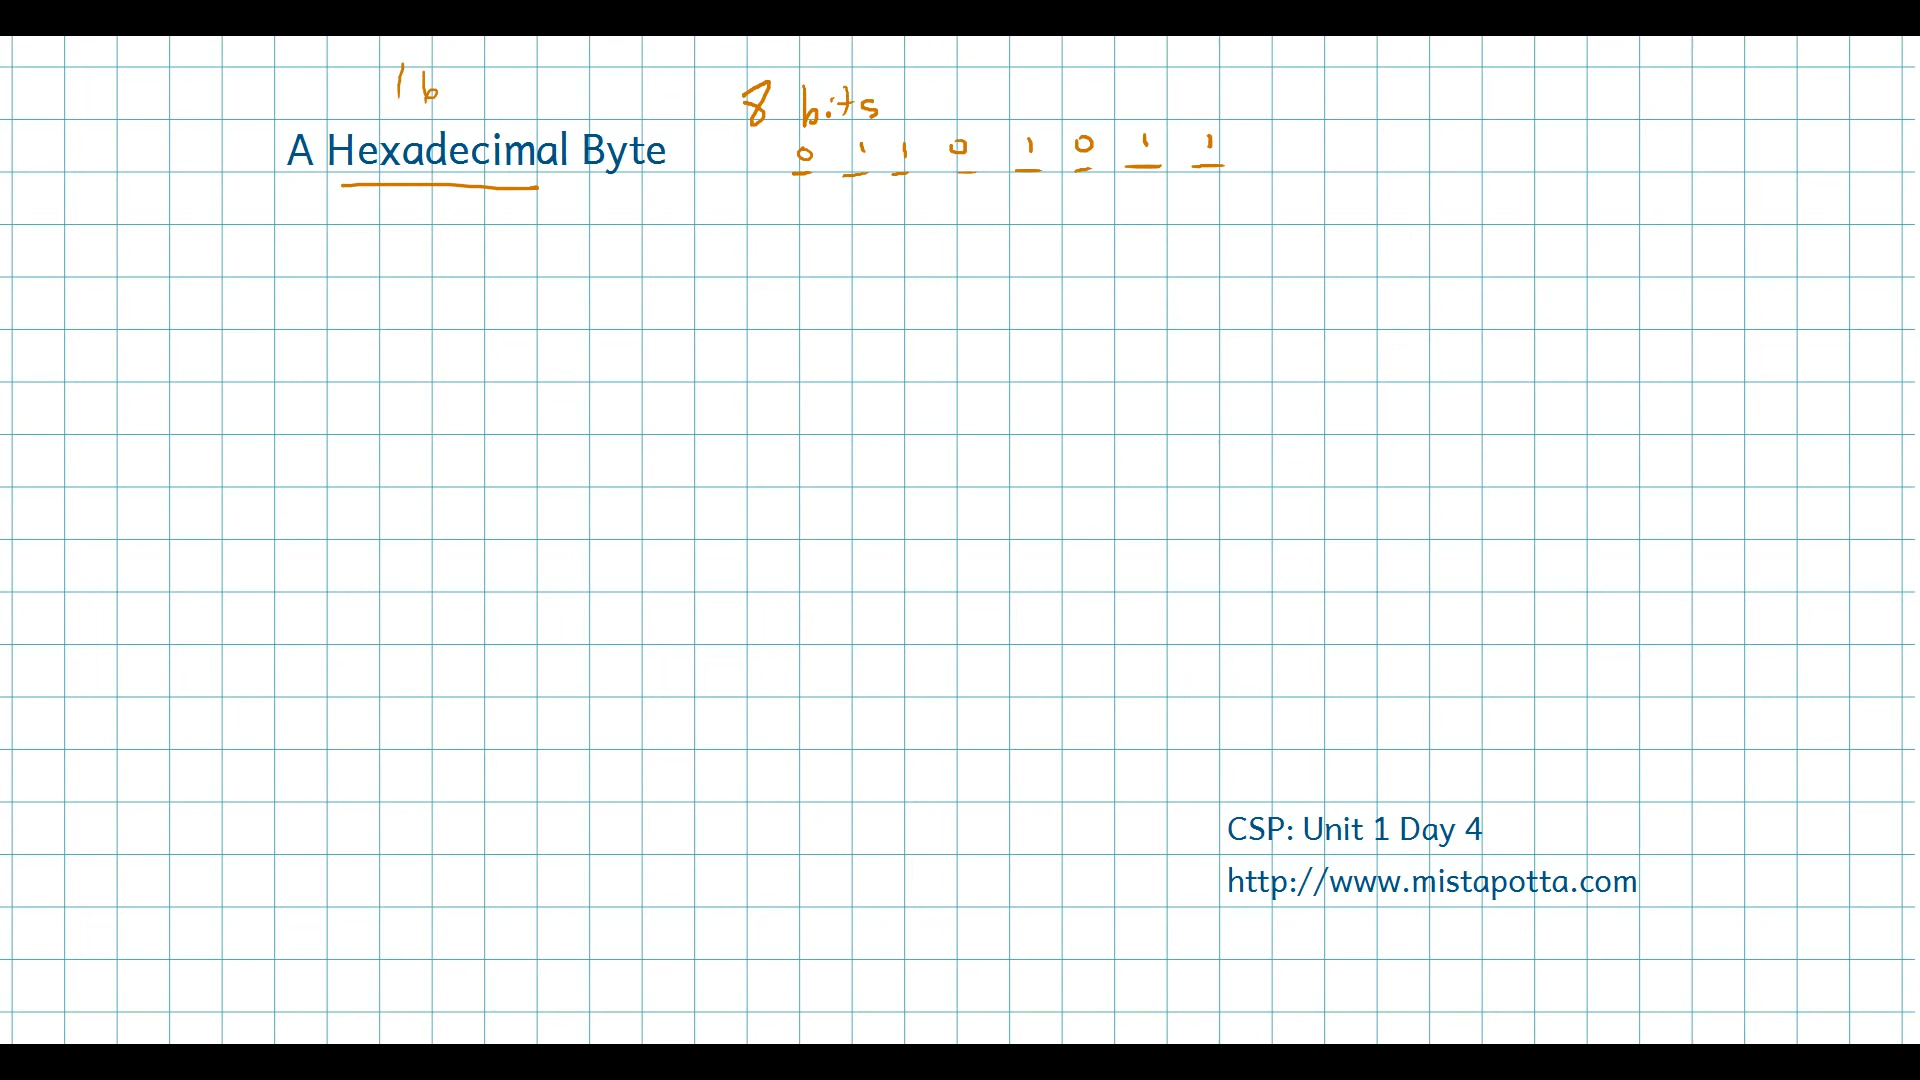 16
8 bits
A Hexadecimal Byte
0 1 1 0 1 0 1 1
CSP: Unit 1 Day 4
http://www.mistapotta.com